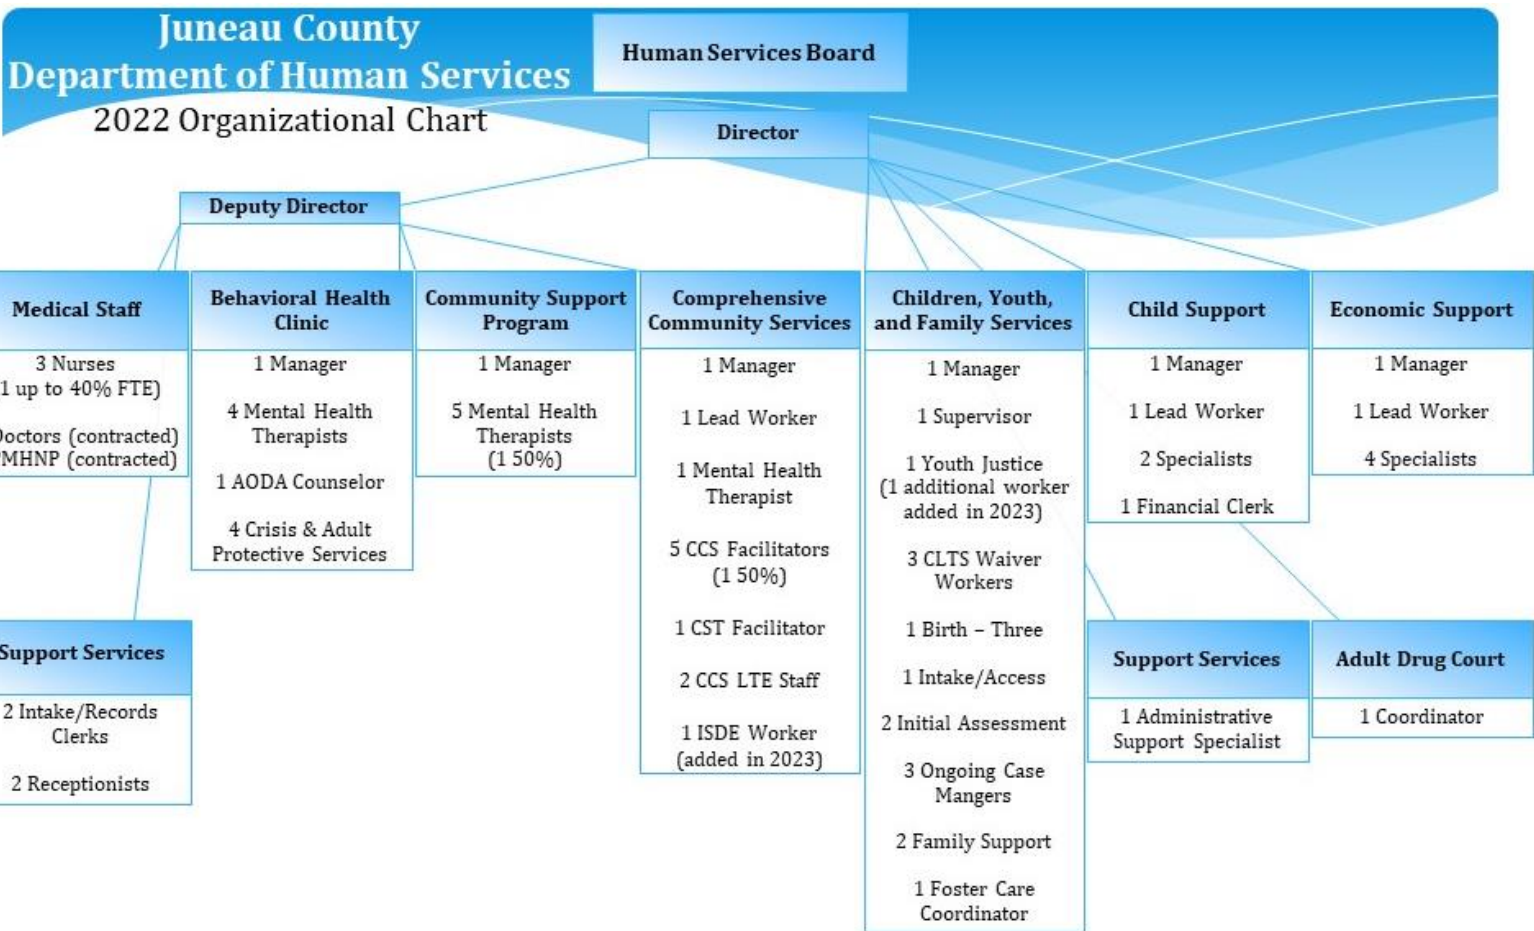 Juneau County
Department of Human Services
2022 Organizational Chart
Human Services Board
Director
Deputy Director
Medical Staff
3 Nurses
1 up to 40% FTE)
Doctors (contracted)
MHNP (contracted)
Behavioral Health
Clinic
1 Manager
4 Mental Health
Therapists
1 AODA Counselor
4 Crisis & Adult
Protective Services
Community Support
Program
1 Manager
5 Mental Health
Therapists
(1 50%)
Comprehensive
Community Services
1 Manager
1 Lead Worker
1 Mental Health
Therapist
5 CCS Facilitators
(1 50%)
1 CST Facilitator
2 CCS LTE Staff
1 ISDE Worker
(added in 2023)
Children, Youth,
and Family Services
1 Manager
1 Supervisor
1 Youth Justice
(1 additional worker
added in 2023)
3 CLTS Waiver
Workers
1 Birth – Three
1 Intake/Access
2 Initial Assessment
3 Ongoing Case
Mangers
2 Family Support
1 Foster Care
Coordinator
Child Support
1 Manager
1 Lead Worker
2 Specialists
1 Financial Clerk
Economic Support
1 Manager
1 Lead Worker
4 Specialists
Support Services
2 Intake/Records
Clerks
2 Receptionists
Support Services
1 Administrative
Support Specialist
Adult Drug Court
1 Coordinator